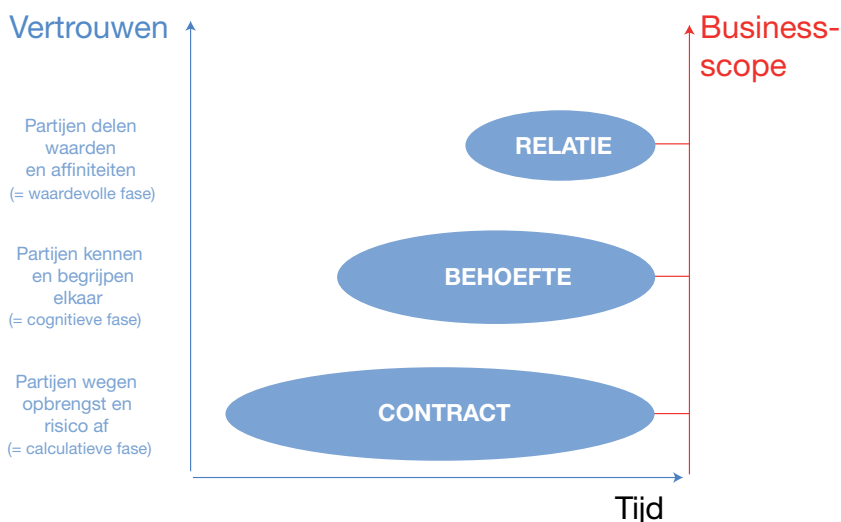 Vertrouwen
Business-
scope
Partijen delen
waarden
en affiniteiten
(= waardevolle fase)
RELATIE
Partijen kennen
en begrijpen
elkaar
(= cognitieve fase)
BEHOEFTE
Partijen wegen
opbrengst en
risico af
(= calculatieve fase)
CONTRACT
Tijd